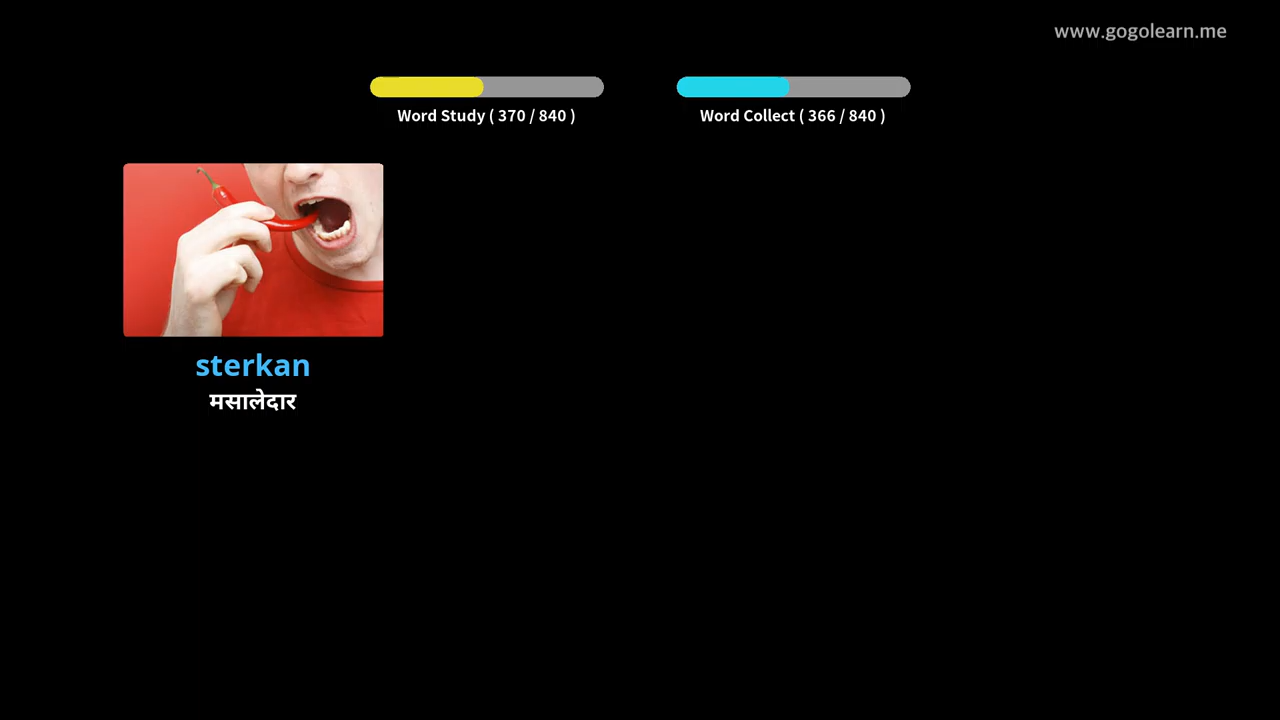 www.gogolearn.me
Word Study ( 370 / 840 )
Word Collect ( 366 / 840 )
sterkan
मसालेदार